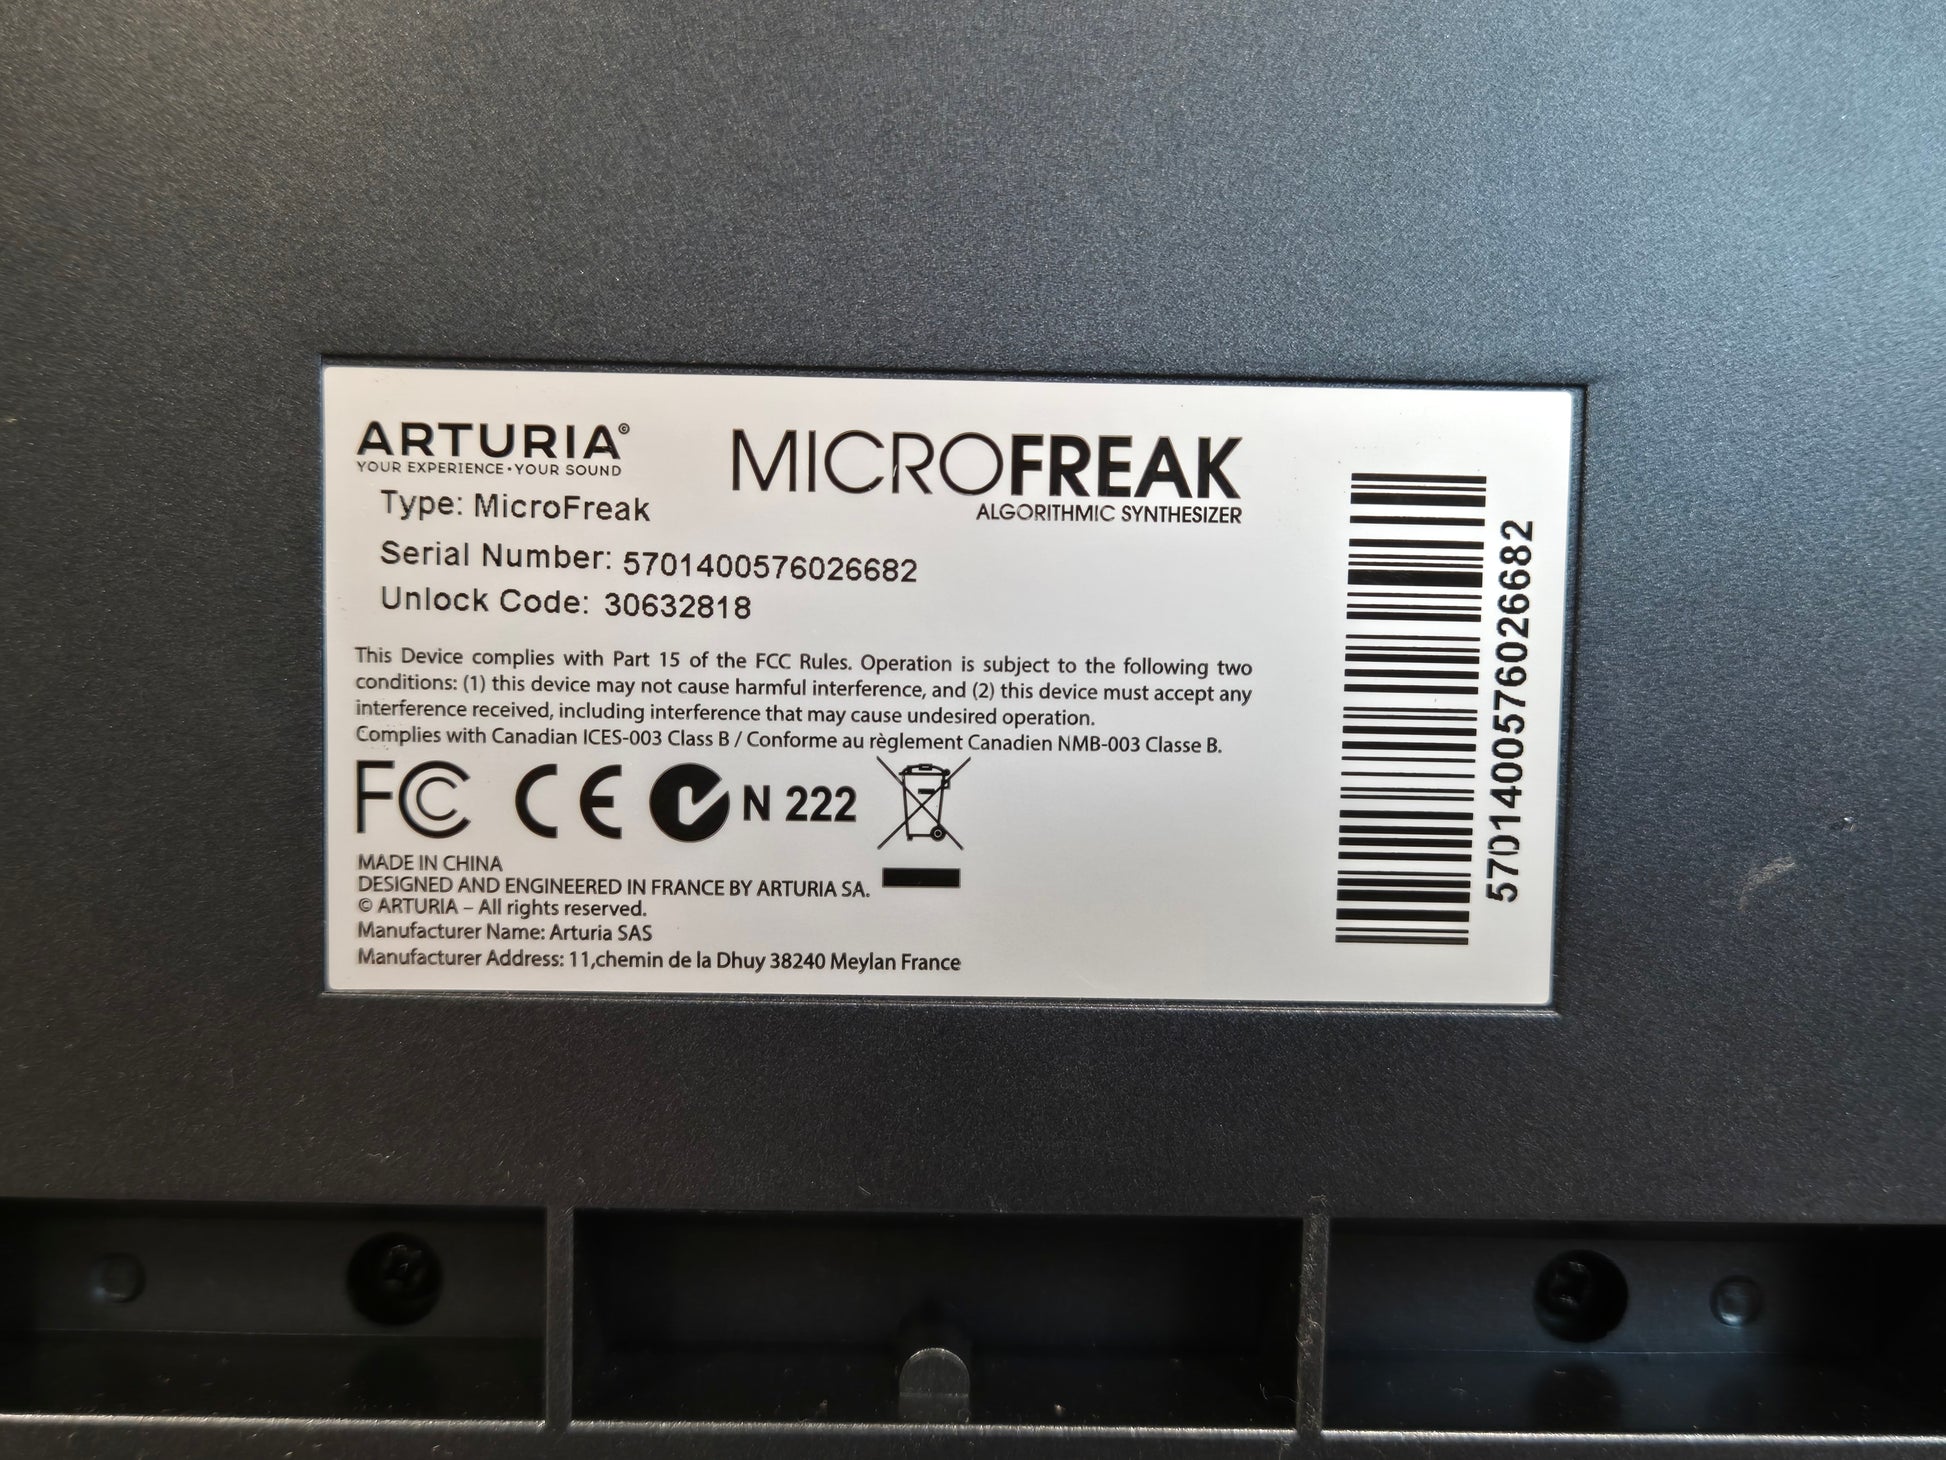 ARTURIA©
YOUR EXPERIENCE • YOUR SOUND
MICROFREAK
ALGORITHMIC SYNTHESIZER
Type: MicroFreak
Serial Number: 5701400576026682
Unlock Code: 30632818
This Device complies with Part 15 of the FCC Rules. Operation is subject to the following two
conditions: (1) this device may not cause harmful interference, and (2) this device must accept any
interference received, including interference that may cause undesired operation.
Complies with Canadian ICES-003 Class B / Conforme au règlement Canadien NMB-003 Classe B.
FC CE N 222
MADE IN CHINA
DESIGNED AND ENGINEERED IN FRANCE BY ARTURIA SA.
© ARTURIA – All rights reserved.
Manufacturer Name: Arturia SAS
Manufacturer Address: 11,chemin de la Dhuy 38240 Meylan France
5701400576026682